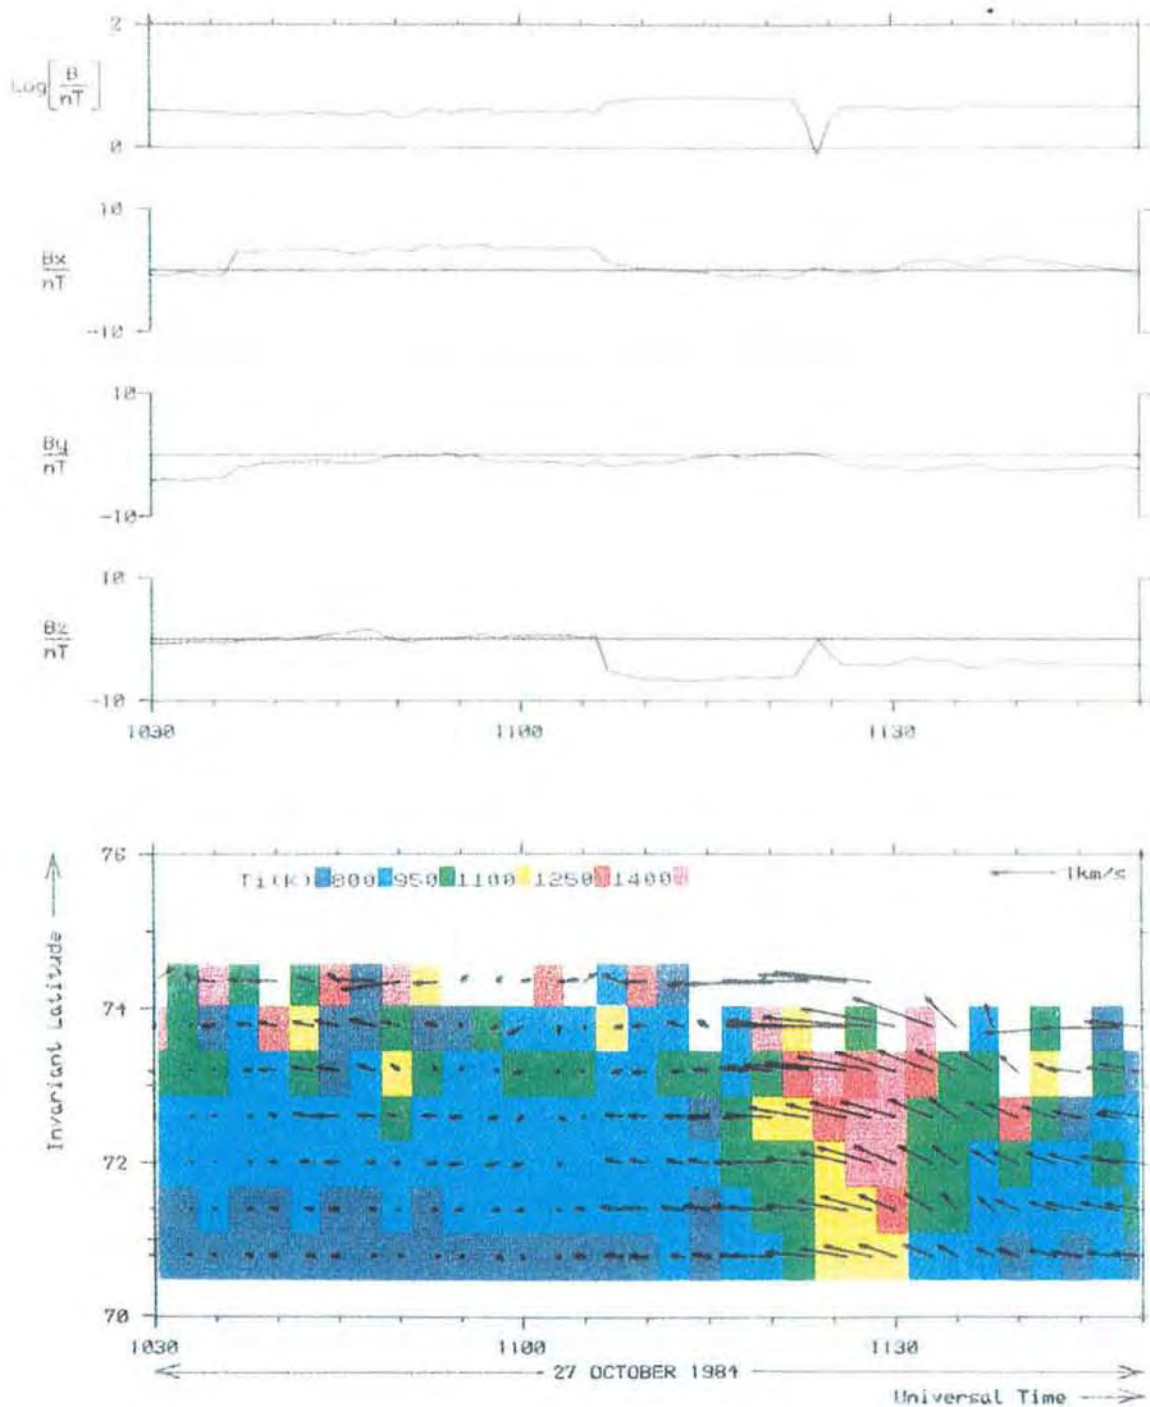 2
Log[B/nT]
0
10
Bx/nT
-10
10
By/nT
-10
10
Bz/nT
-10
1030 1100 1130
76
Ti(K) 800 950 1100 1250 1400
1km/s
74
72
70
Invariant Latitude
1030 1100 1130
27 OCTOBER 1984
Universal Time